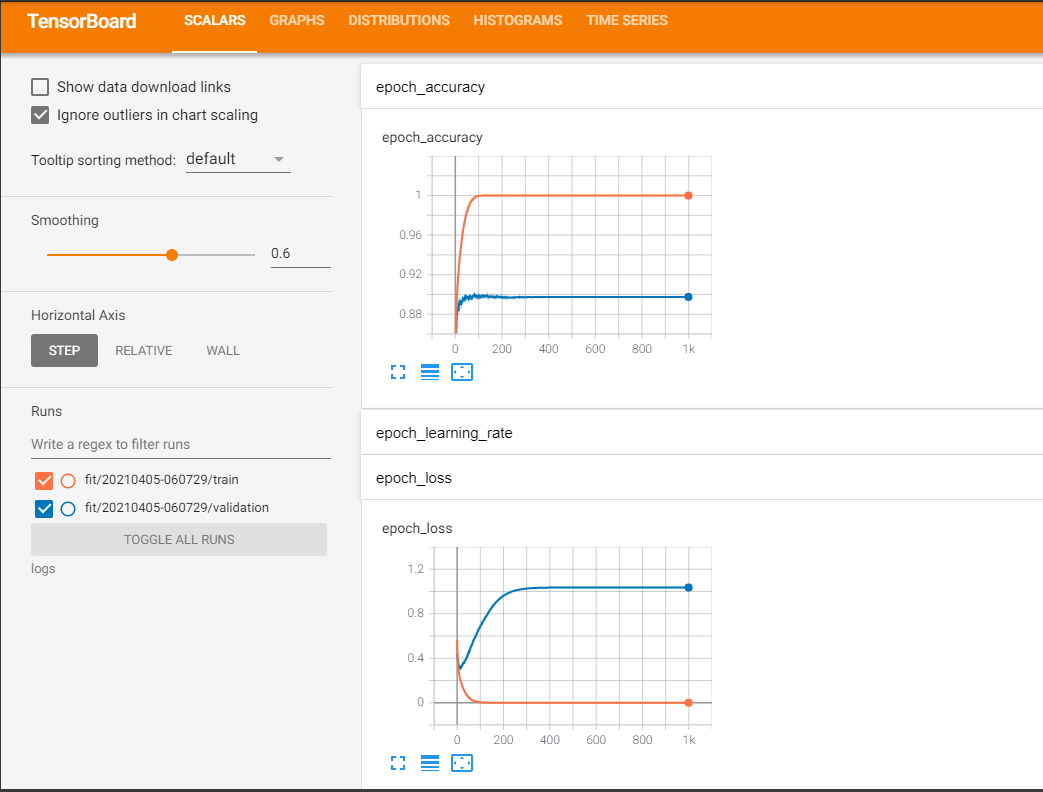 TensorBoard SCALARS GRAPHS DISTRIBUTIONS HISTOGRAMS TIME SERIES
Show data download links
Ignore outliers in chart scaling
Tooltip sorting method: default
Smoothing
0.6
Horizontal Axis
STEP RELATIVE WALL
Runs
Write a regex to filter runs
fit/20210405-060729/train
fit/20210405-060729/validation
TOGGLE ALL RUNS
logs
epoch_accuracy
epoch_accuracy
1
0.96
0.92
0.88
0 200 400 600 800 1k
epoch_learning_rate
epoch_loss
epoch_loss
1.2
0.8
0.4
0
0 200 400 600 800 1k